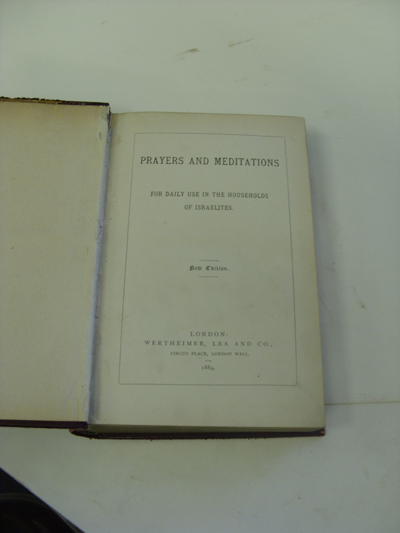 PRAYERS AND MEDITATIONS
FOR DAILY USE IN THE HOUSEHOLDS
OF ISRAELITES.
New Edition.
LONDON:
WERTHEIMER, LEA AND CO.,
CIRCUS PLACE, LONDON WALL.